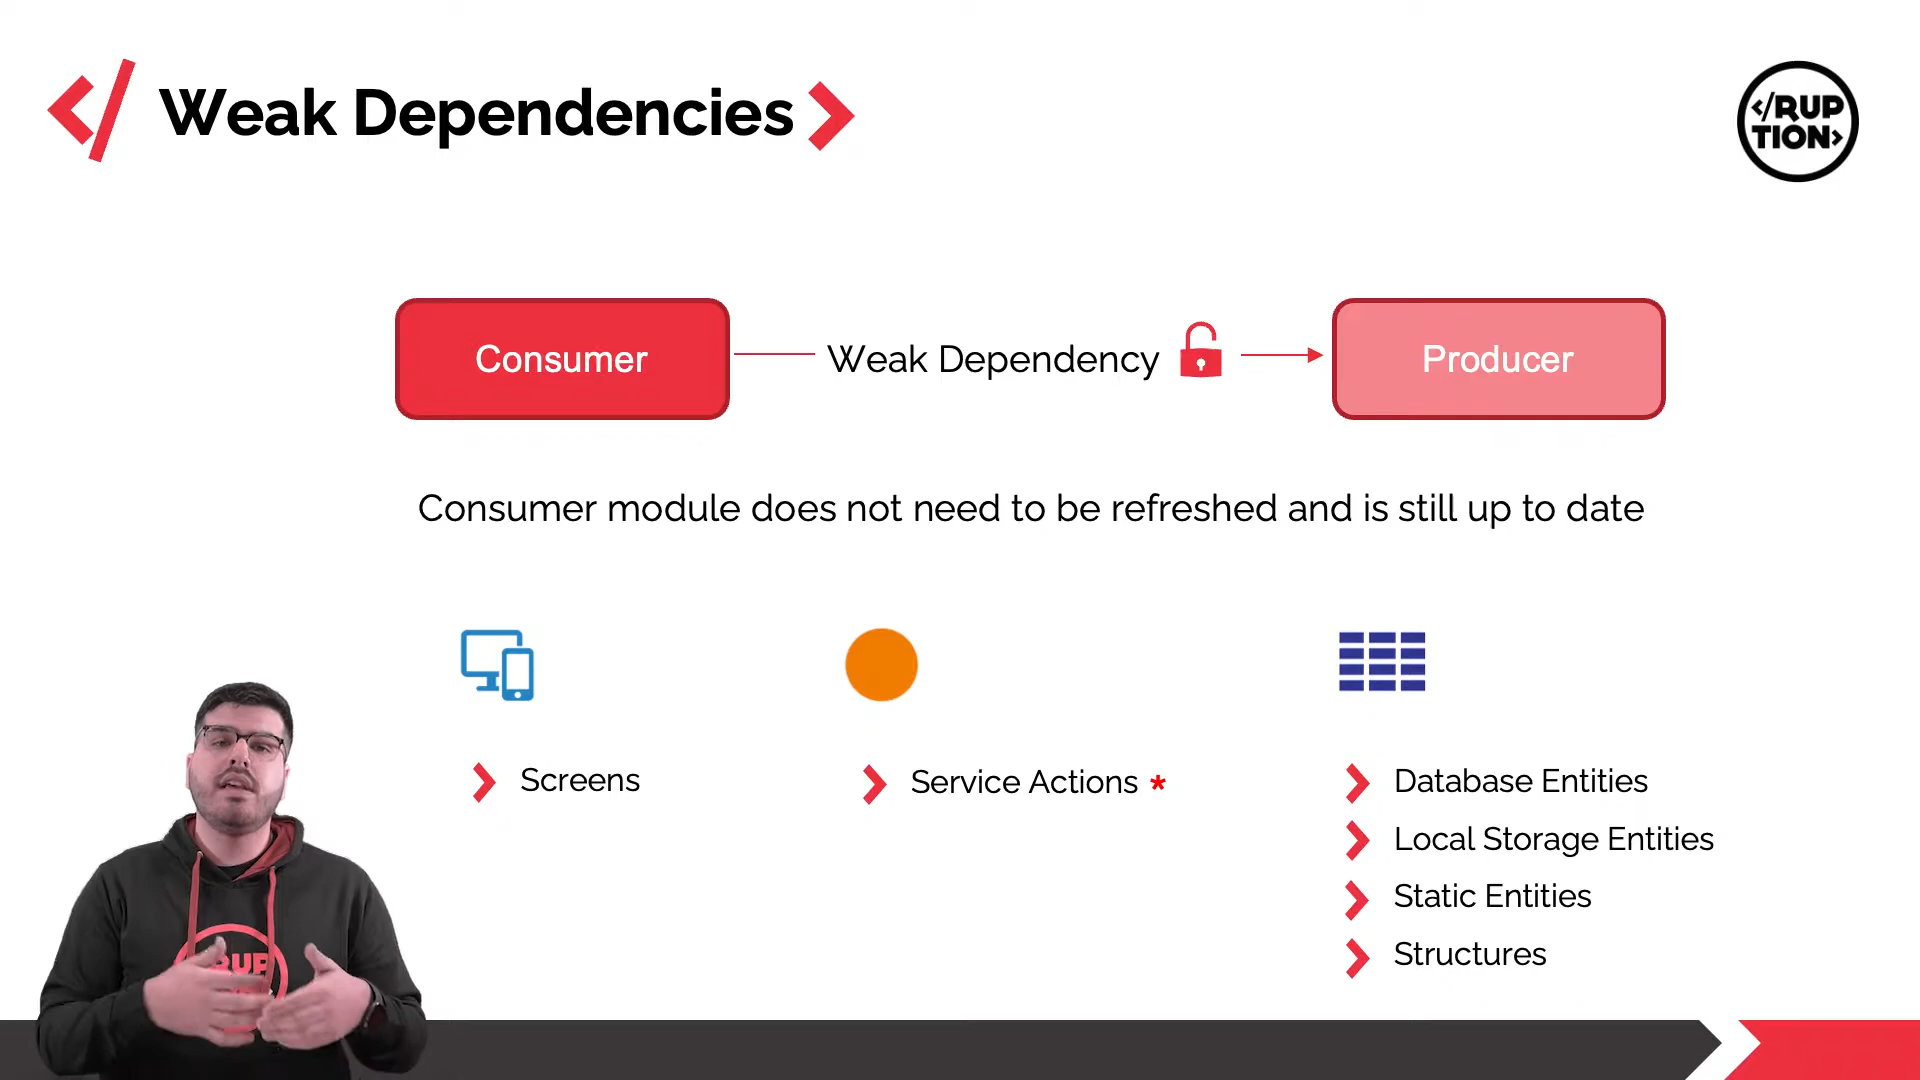 Weak Dependencies
</RUP
TION>
Consumer
Weak Dependency
Producer
Consumer module does not need to be refreshed and is still up to date
Screens
Service Actions *
Database Entities
Local Storage Entities
Static Entities
Structures
RUP